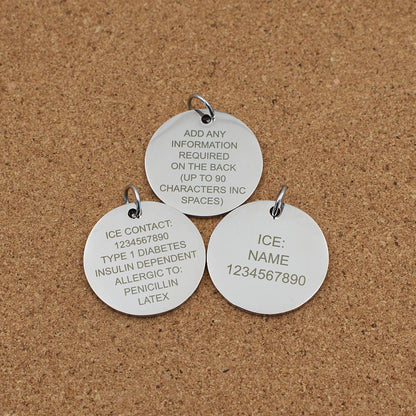 ADD ANY
INFORMATION
REQUIRED
ON THE BACK
(UP TO 90
CHARACTERS INC
SPACES)
ICE CONTACT:
1234567890
TYPE 1 DIABETES
INSULIN DEPENDENT
ALLERGIC TO:
PENICILLIN
LATEX
ICE:
NAME
1234567890